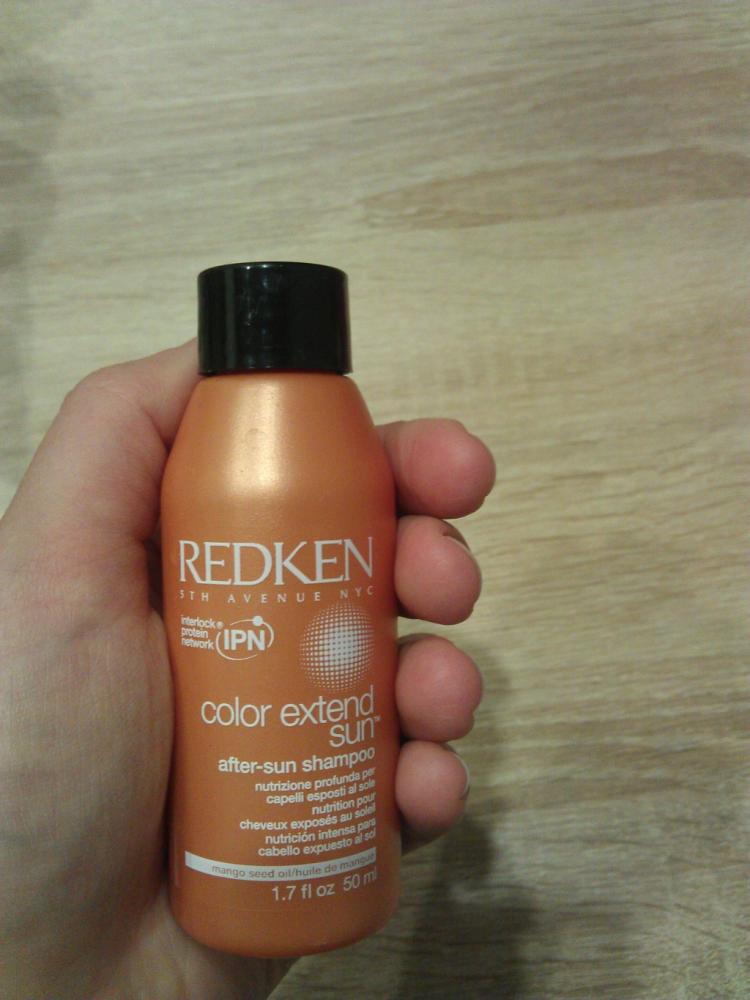 REDKEN
5TH AVENUE NYC
interlock®
protein
network
IPN
color extend
sun™
after-sun shampoo
nutrizione profunda per
capelli esposti al sole
nutrition pour
cheveux exposés au soleil
nutrición intensa para
cabello expuesto al sol
mango seed oil/huile de mangue
1.7 fl oz 50 ml